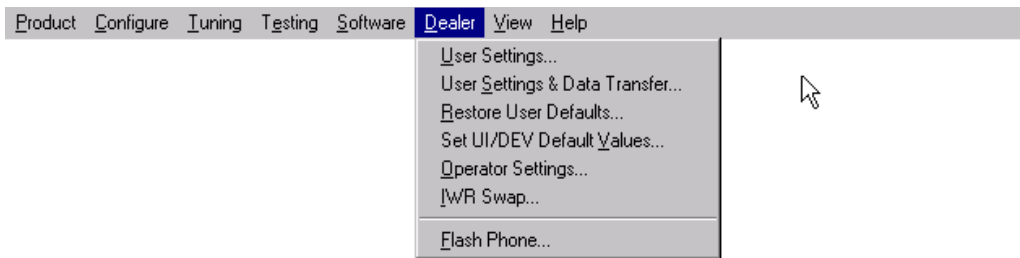 Product Configure Tuning Testing Software Dealer View Help
User Settings...
User Settings & Data Transfer...
Restore User Defaults...
Set UI/DEV Default Values...
Operator Settings...
IWR Swap...
Flash Phone...